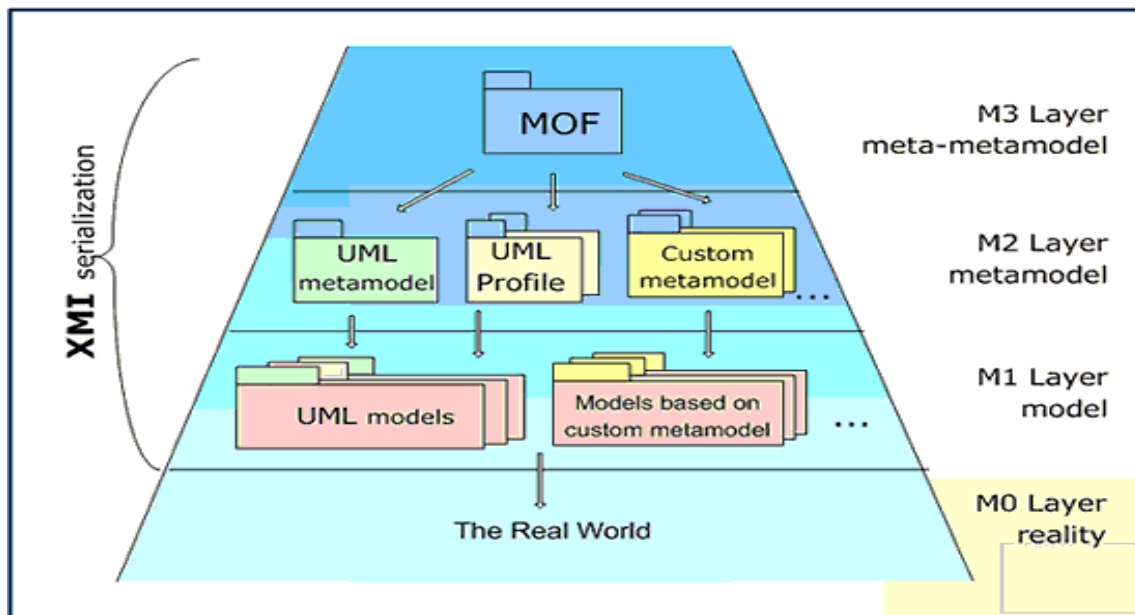 MOF
M3 Layer
meta-metamodel
XMI serialization
UML
metamodel
UML
Profile
Custom
metamodel
...
M2 Layer
metamodel
UML models
Models based on
custom metamodel
...
M1 Layer
model
The Real World
M0 Layer
reality